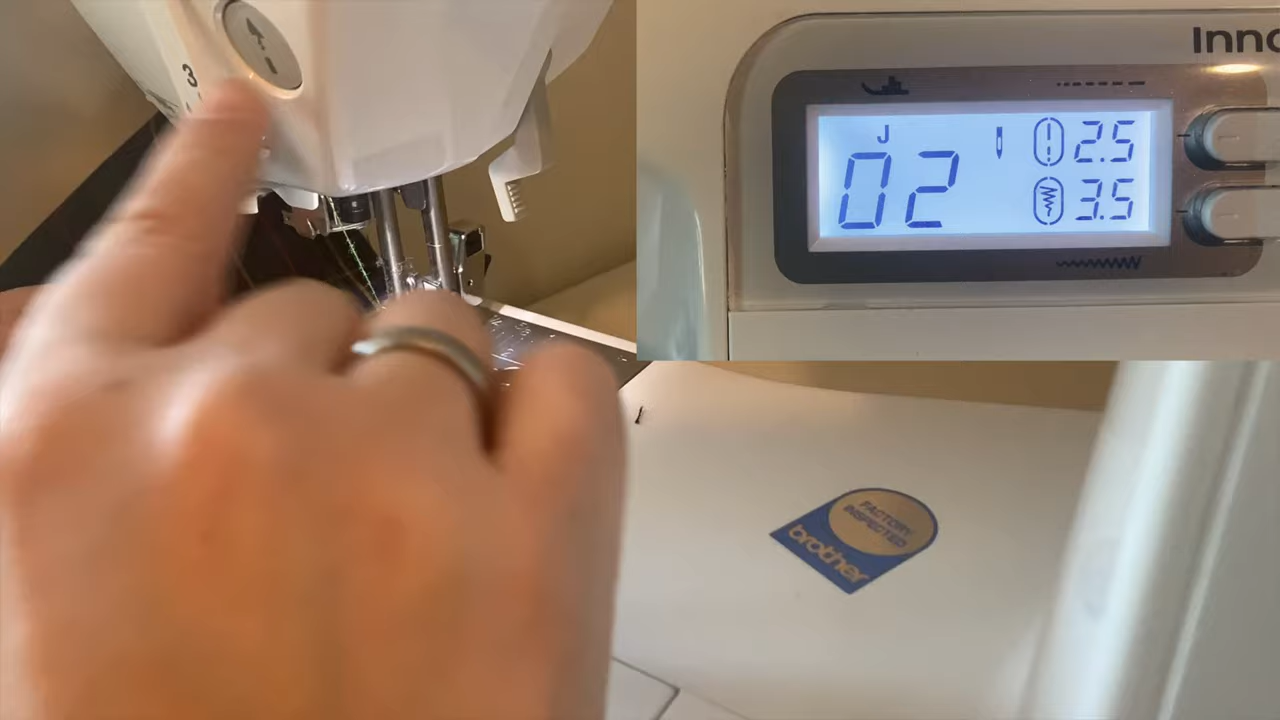 3
Inno
J
02
2.5
3.5
FACTORY
INSPECTED
brother